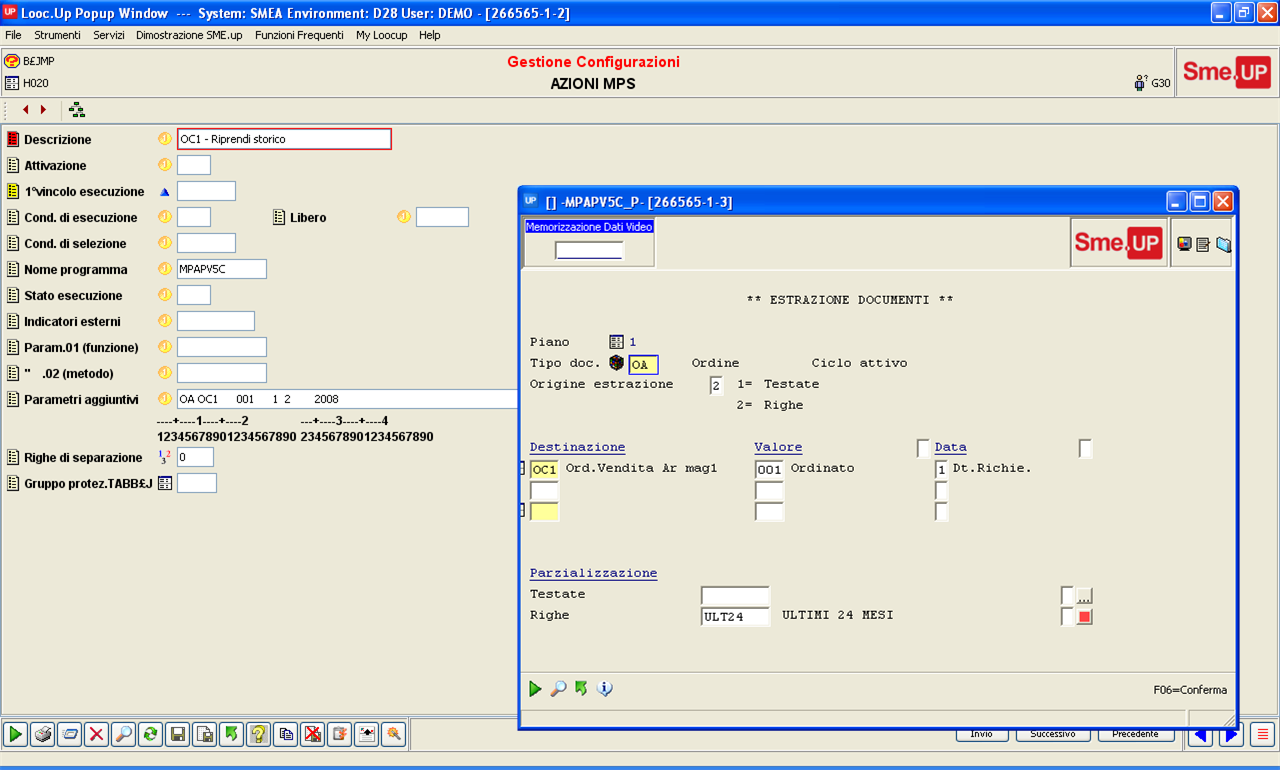 UP Looc.Up Popup Window --- System: SMEA Environment: D28 User: DEMO - [266565-1-2]
File Strumenti Servizi Dimostrazione SME.up Funzioni Frequenti My Loocup Help
B£JMP
Gestione Configurazioni
H020
AZIONI MPS
G30
Sme.UP
Descrizione OC1 - Riprendi storico
Attivazione
1°vincolo esecuzione
Cond. di esecuzione Libero
Cond. di selezione
Nome programma MPAPV5C
Stato esecuzione
Indicatori esterni
Param.01 (funzione)
" .02 (metodo)
Parametri aggiuntivi OA OC1 001 1 2 2008
----+----1----+----2 ---+----3----+----4
12345678901234567890 2345678901234567890
Righe di separazione 1 2 3 0
Gruppo protez.TABB£J
UP [] -MPAPV5C_P- [266565-1-3]
Memorizzazione Dati Video
Sme.UP
** ESTRAZIONE DOCUMENTI **
Piano 1
Tipo doc. OA Ordine Ciclo attivo
Origine estrazione 2 1= Testate
2= Righe
Destinazione Valore Data
OC1 Ord.Vendita Ar mag1 001 Ordinato 1 Dt.Richie.
Parzializzazione
Testate ...
Righe ULT24 ULTIMI 24 MESI
F06=Conferma
Invio Successivo Precedente